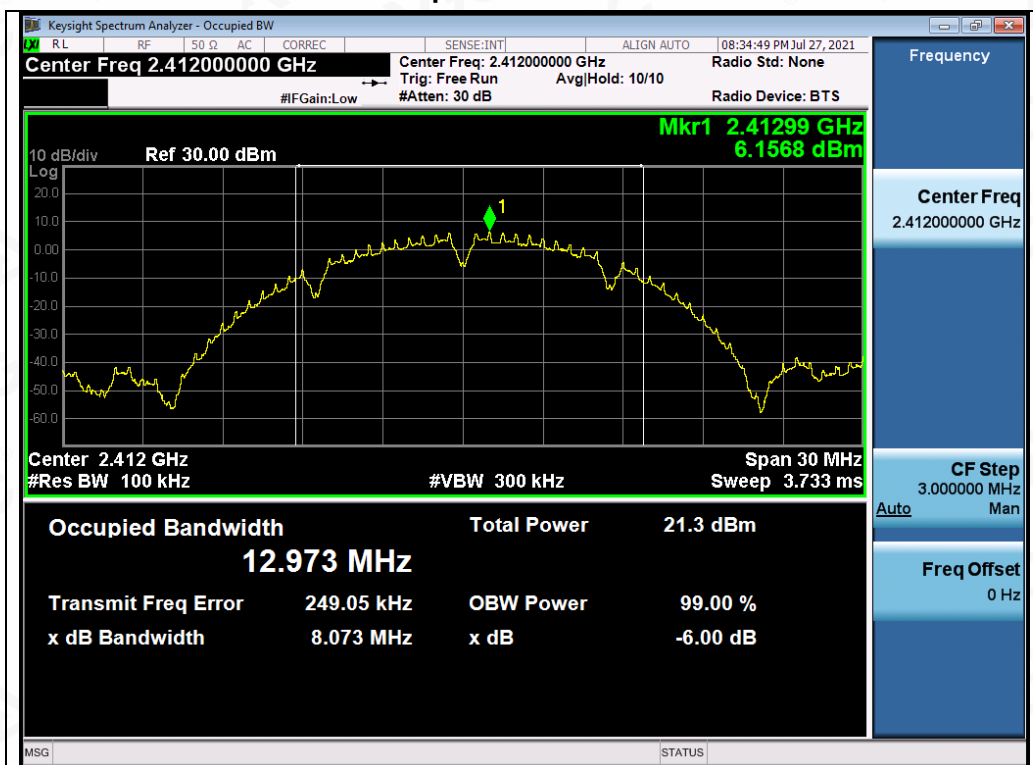 Keysight Spectrum Analyzer - Occupied BW
LXI RL RF 50 Ω AC CORREC SENSE:INT ALIGN AUTO 08:34:49 PM Jul 27, 2021
Center Freq 2.412000000 GHz
Center Freq: 2.412000000 GHz Radio Std: None
Trig: Free Run Avg|Hold: 10/10
#IFGain:Low #Atten: 30 dB Radio Device: BTS
Frequency
Mkr1 2.41299 GHz
6.1568 dBm
10 dB/div Ref 30.00 dBm
Log
20.0
10.0
0.00
-10.0
-20.0
-30.0
-40.0
-50.0
-60.0
1
Center 2.412 GHz Span 30 MHz
#Res BW 100 kHz #VBW 300 kHz Sweep 3.733 ms
Center Freq
2.412000000 GHz
CF Step
3.000000 MHz
Auto Man
Freq Offset
0 Hz
Occupied Bandwidth Total Power 21.3 dBm
12.973 MHz
Transmit Freq Error 249.05 kHz OBW Power 99.00 %
x dB Bandwidth 8.073 MHz x dB -6.00 dB
MSG STATUS